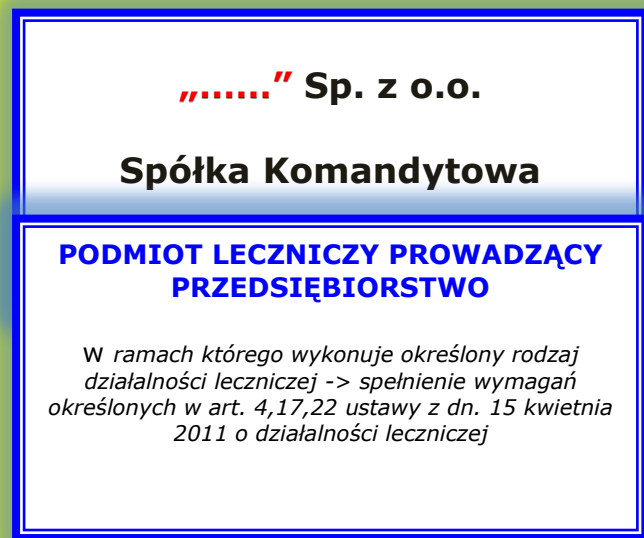 „......” Sp. z o.o.
Spółka Komandytowa
PODMIOT LECZNICZY PROWADZĄCY
PRZEDSIĘBIORSTWO
W ramach którego wykonuje określony rodzaj
działalności leczniczej -> spełnienie wymagań
określonych w art. 4,17,22 ustawy z dn. 15 kwietnia
2011 o działalności leczniczej